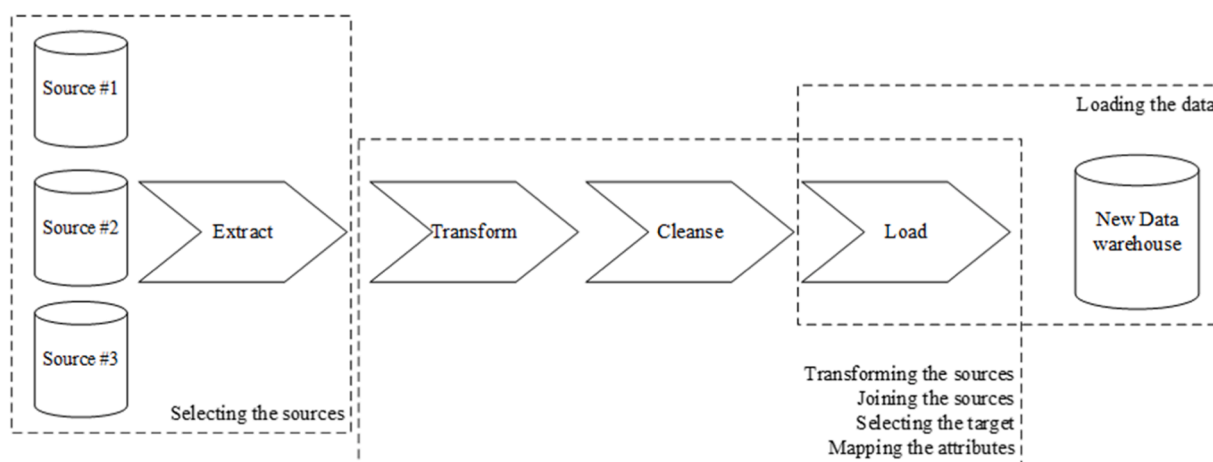 Source #1
Source #2
Source #3
Extract
Selecting the sources
Transform
Cleanse
Load
Loading the data
New Data
warehouse
Transforming the sources
Joining the sources
Selecting the target
Mapping the attributes